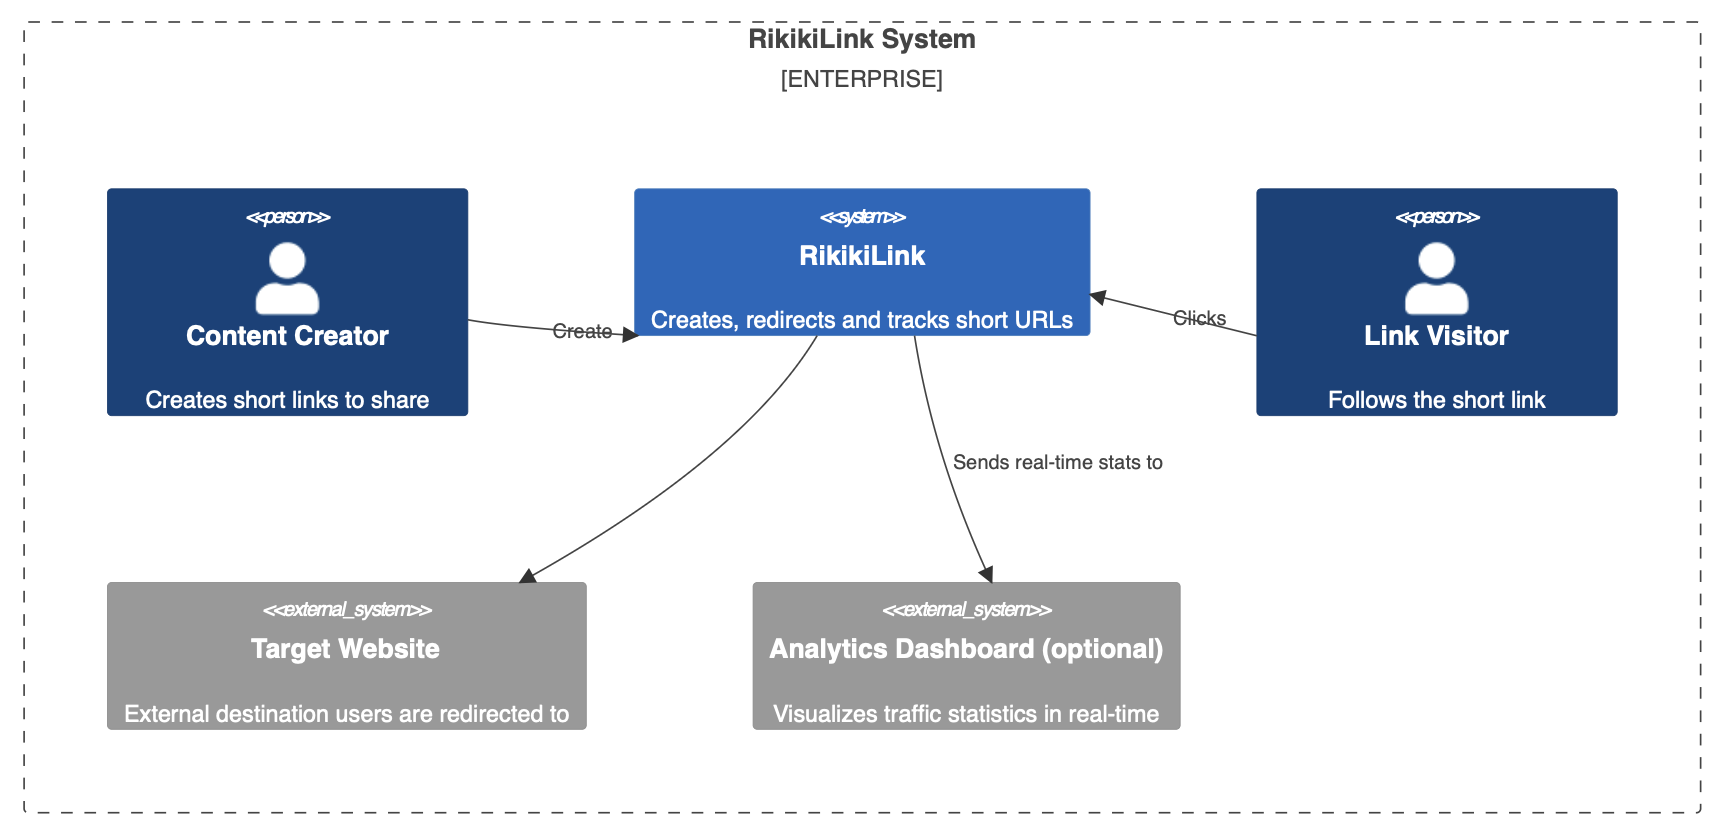 RikikiLink System
[ENTERPRISE]
<<person>>
Content Creator
Creates short links to share
<<system>>
RikikiLink
Creates, redirects and tracks short URLs
<<person>>
Link Visitor
Follows the short link
Create
Clicks
Sends real-time stats to
<<external_system>>
Target Website
External destination users are redirected to
<<external_system>>
Analytics Dashboard (optional)
Visualizes traffic statistics in real-time